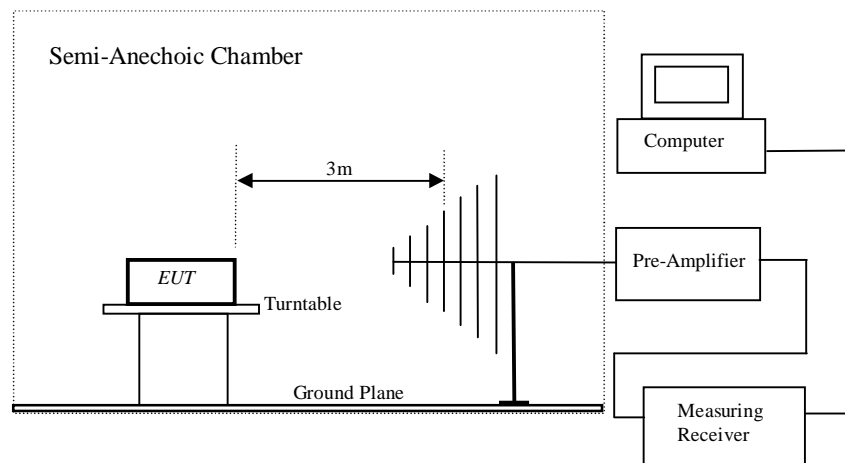 Semi-Anechoic Chamber
Computer
3m
Pre-Amplifier
EUT
Turntable
Ground Plane
Measuring
Receiver